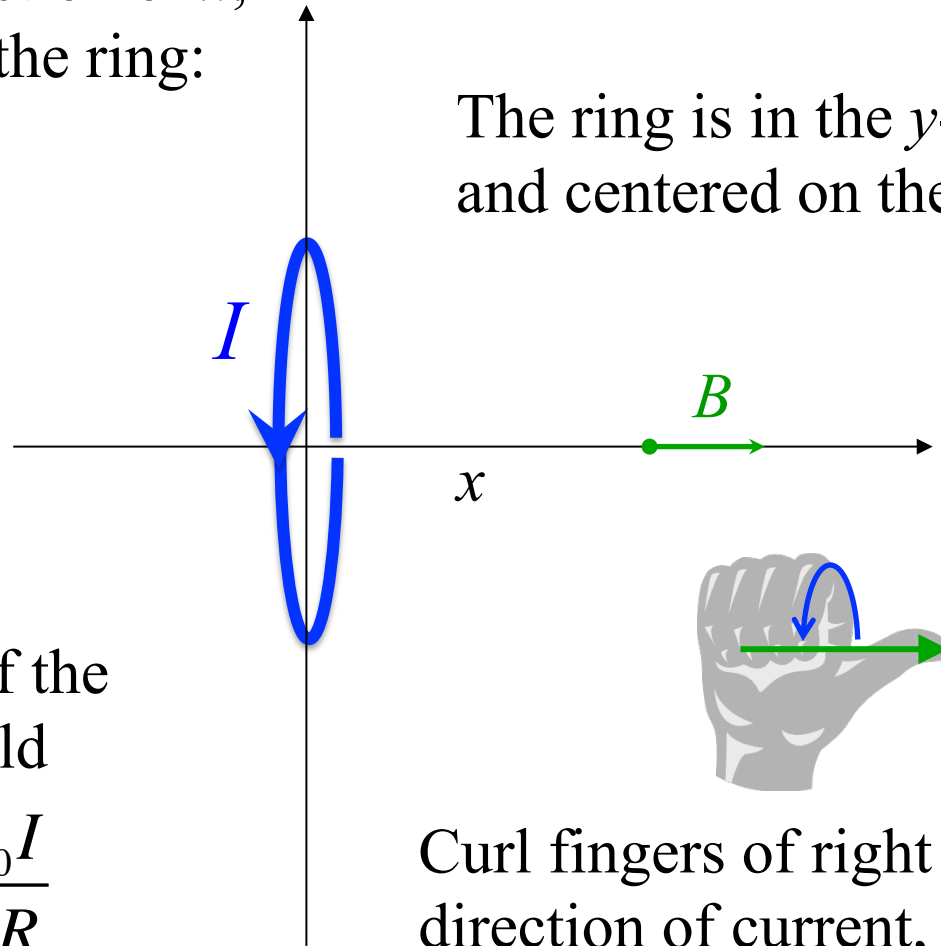 the ring:
The ring is in the y-
and centered on the
I
B
x
f the
ld
₀I
R
Curl fingers of right
direction of current,